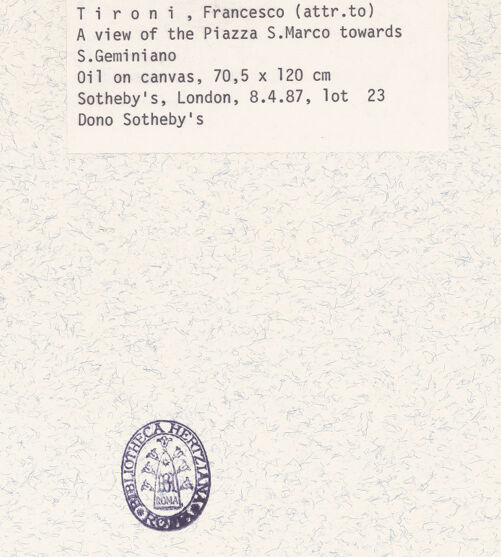 Tironi, Francesco (attr.to)
A view of the Piazza S.Marco towards
S.Geminiano
Oil on canvas, 70,5 x 120 cm
Sotheby's, London, 8.4.87, lot 23
Dono Sotheby's
BIBLIOTHECA HERTZIANA
ROMA